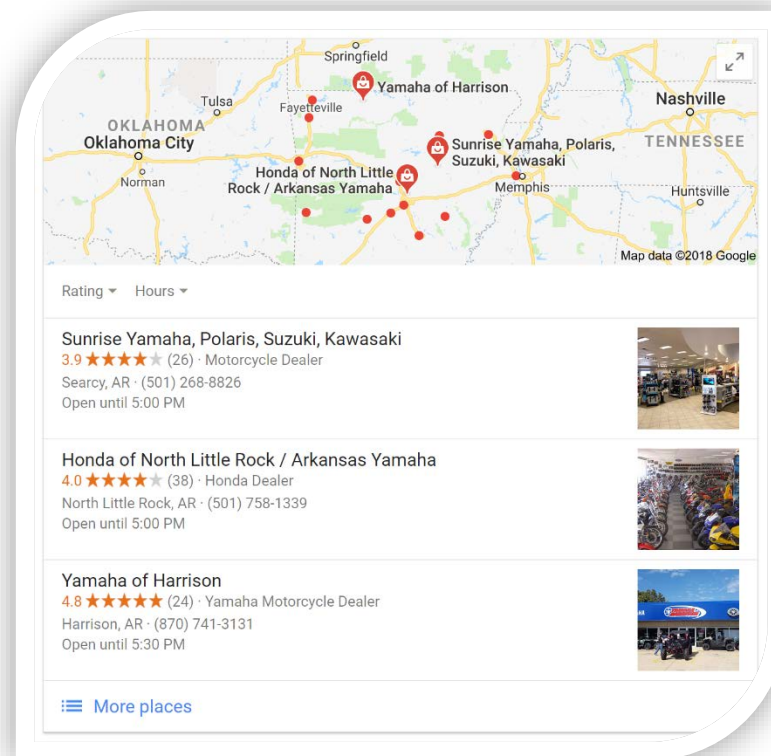 Springfield
Yamaha of Harrison
Tulsa
Fayetteville
Nashville
OKLAHOMA
Oklahoma City
TENNESSEE
Sunrise Yamaha, Polaris,
Suzuki, Kawasaki
Honda of North Little
Rock / Arkansas Yamaha
Norman
Memphis
Huntsville
Map data ©2018 Google
Rating Hours
Sunrise Yamaha, Polaris, Suzuki, Kawasaki
3.9 ★★★★★ (26) · Motorcycle Dealer
Searcy, AR · (501) 268-8826
Open until 5:00 PM
Honda of North Little Rock / Arkansas Yamaha
4.0 ★★★★★ (38) · Honda Dealer
North Little Rock, AR · (501) 758-1339
Open until 5:00 PM
Yamaha of Harrison
4.8 ★★★★★ (24) · Yamaha Motorcycle Dealer
Harrison, AR · (870) 741-3131
Open until 5:30 PM
More places